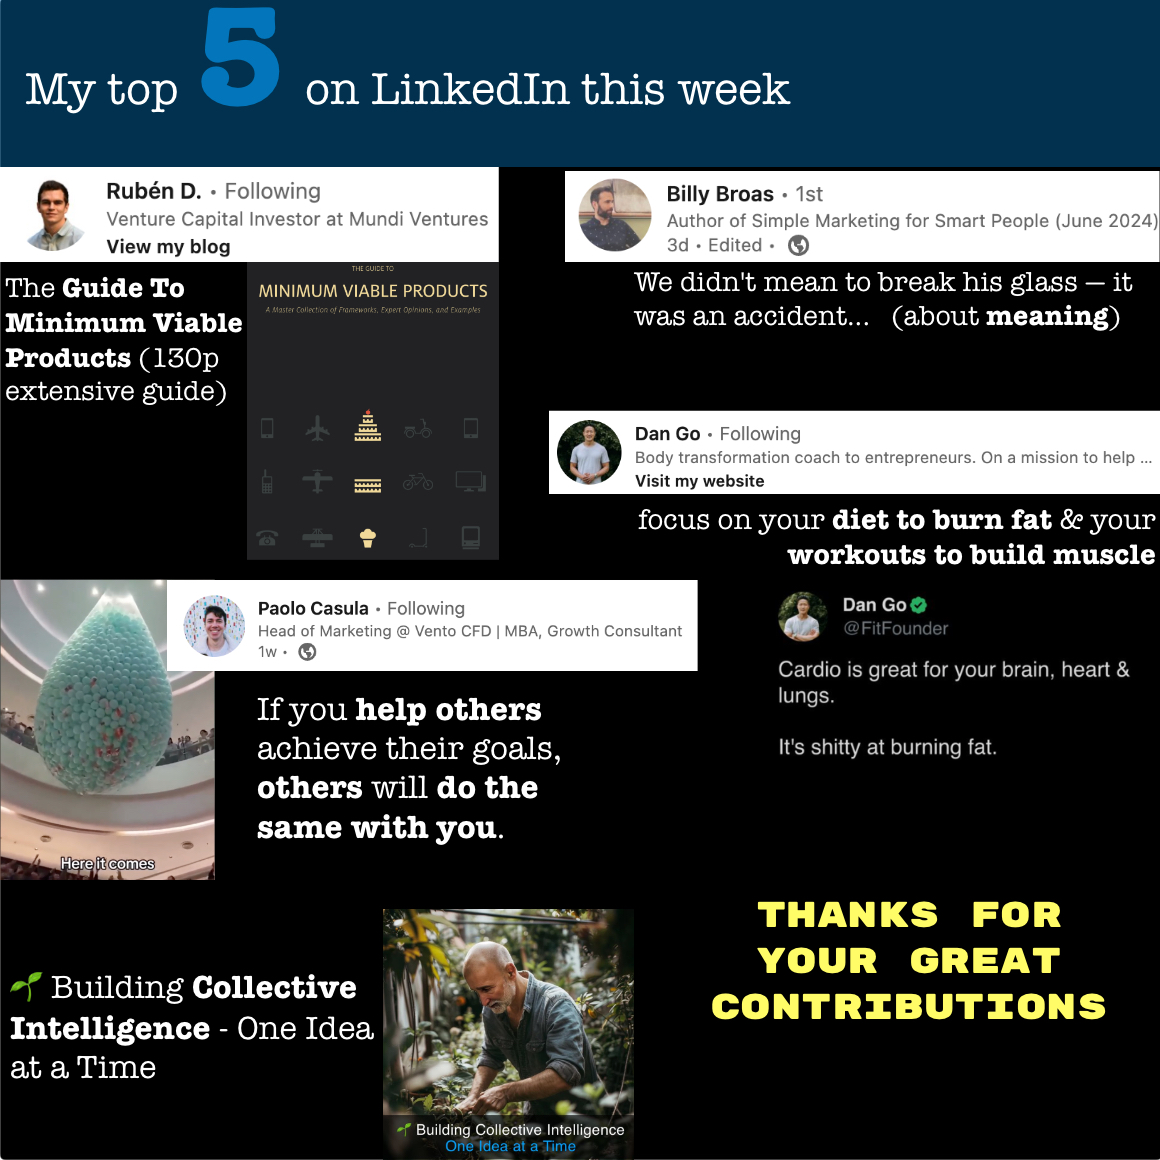 My top 5 on LinkedIn this week
Rubén D. • Following
Venture Capital Investor at Mundi Ventures
View my blog
The Guide To
Minimum Viable
Products (130p
extensive guide)
THE GUIDE TO
MINIMUM VIABLE PRODUCTS
A Master Collection of Frameworks, Expert Opinions, and Examples
Billy Broas • 1st
Author of Simple Marketing for Smart People (June 2024)
3d • Edited •
We didn't mean to break his glass — it
was an accident... (about meaning)
Dan Go • Following
Body transformation coach to entrepreneurs. On a mission to help ...
Visit my website
focus on your diet to burn fat & your
workouts to build muscle
Dan Go
@FitFounder
Cardio is great for your brain, heart &
lungs.
It's shitty at burning fat.
Paolo Casula • Following
Head of Marketing @ Vento CFD | MBA, Growth Consultant
1w •
If you help others
achieve their goals,
others will do the
same with you.
Here it comes
🌱 Building Collective
Intelligence - One Idea
at a Time
🌱 Building Collective Intelligence
One Idea at a Time
THANKS FOR
YOUR GREAT
CONTRIBUTIONS